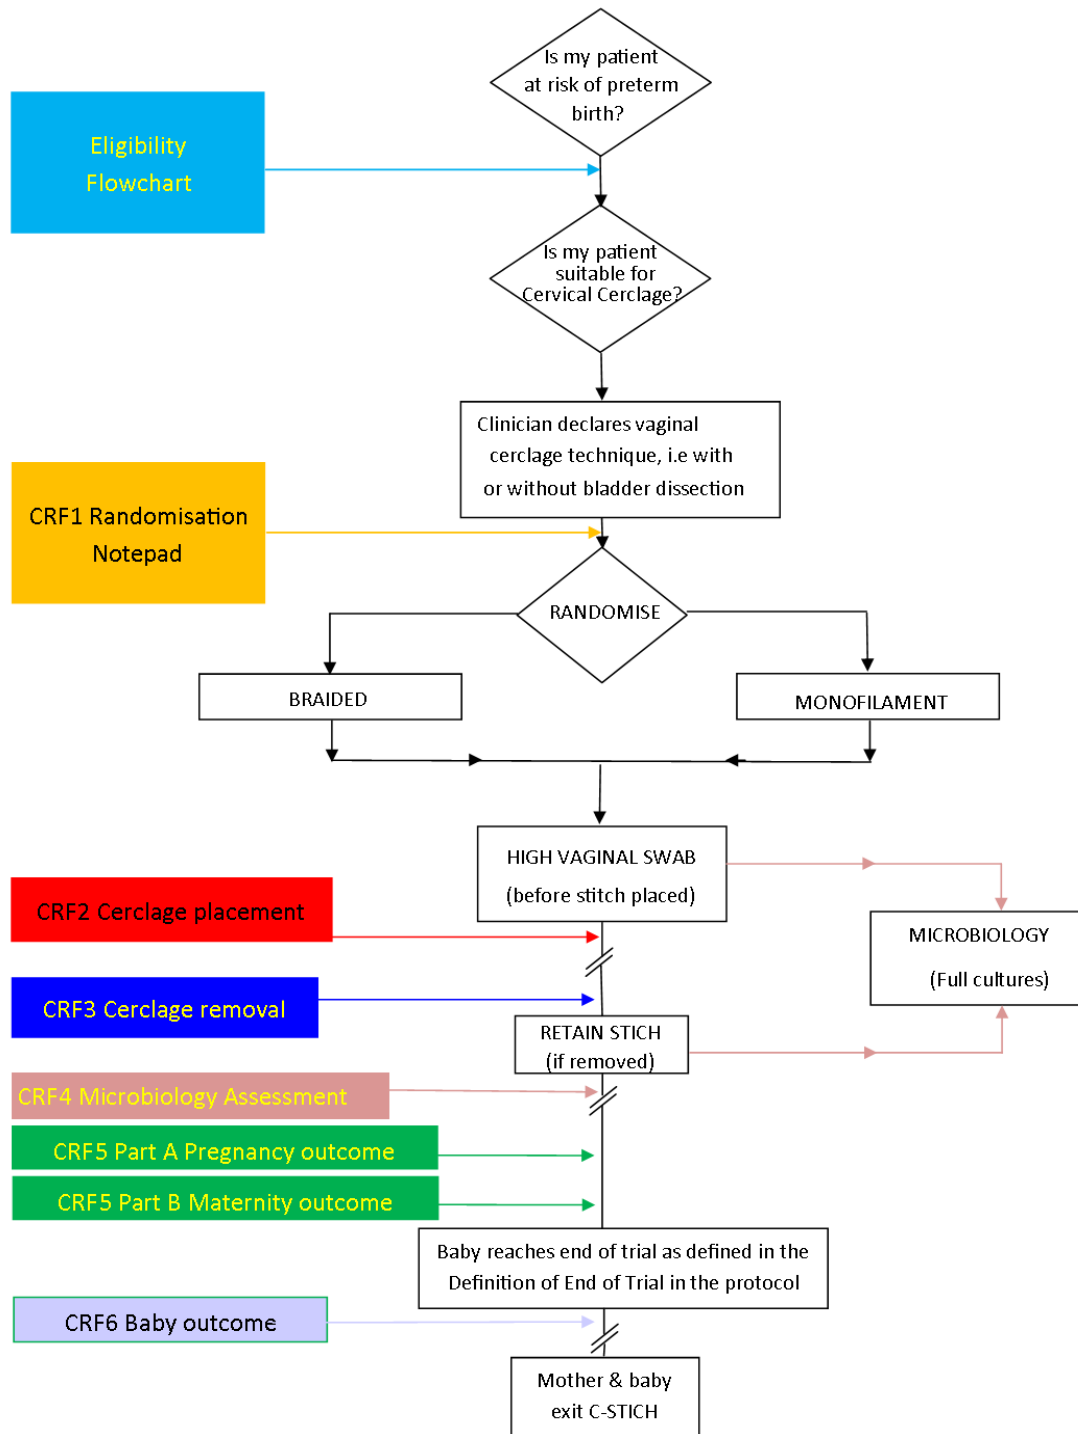 Is my patient
at risk of preterm
birth?
Eligibility
Flowchart
Is my patient
suitable for
Cervical Cerclage?
Clinician declares vaginal
cerclage technique, i.e with
or without bladder dissection
CRF1 Randomisation
Notepad
RANDOMISE
BRAIDED
MONOFILAMENT
HIGH VAGINAL SWAB
(before stitch placed)
CRF2 Cerclage placement
MICROBIOLOGY
(Full cultures)
CRF3 Cerclage removal
RETAIN STICH
(if removed)
CRF4 Microbiology Assessment
CRF5 Part A Pregnancy outcome
CRF5 Part B Maternity outcome
Baby reaches end of trial as defined in the
Definition of End of Trial in the protocol
CRF6 Baby outcome
Mother & baby
exit C-STICH